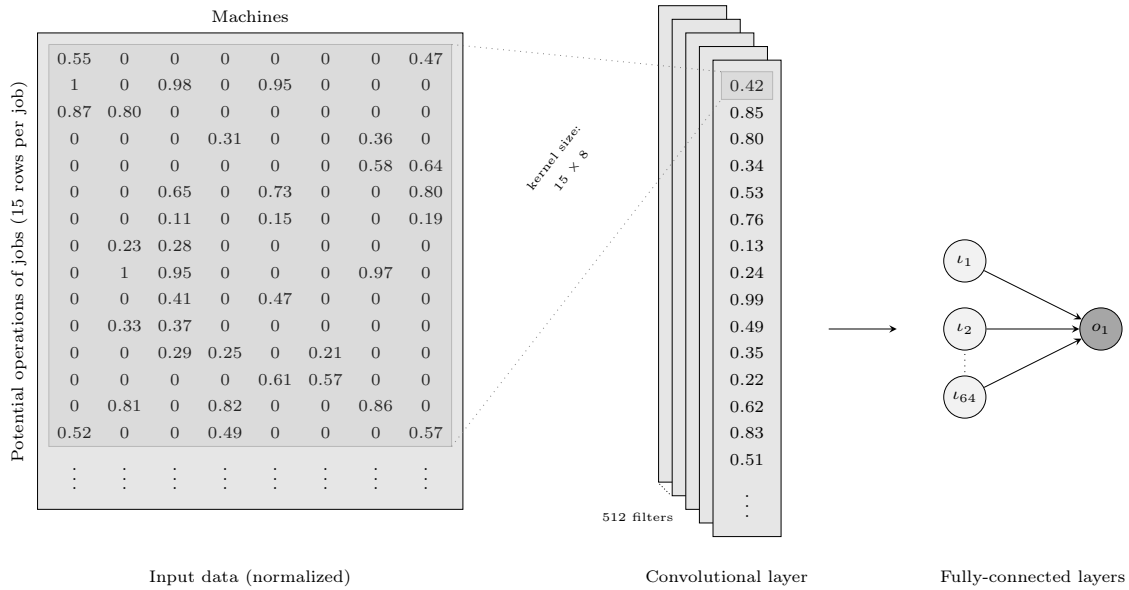 Machines
Potential operations of jobs (15 rows per job)
0.55 0 0 0 0 0 0 0.47
1 0 0.98 0 0.95 0 0 0
0.87 0.80 0 0 0 0 0 0
0 0 0 0.31 0 0 0.36 0
0 0 0 0 0 0 0.58 0.64
0 0 0.65 0 0.73 0 0 0.80
0 0 0.11 0 0.15 0 0 0.19
0 0.23 0.28 0 0 0 0 0
0 1 0.95 0 0 0 0.97 0
0 0 0.41 0 0.47 0 0 0
0 0.33 0.37 0 0 0 0 0
0 0 0.29 0.25 0 0.21 0 0
0 0 0 0 0.61 0.57 0 0
0 0.81 0 0.82 0 0 0.86 0
0.52 0 0 0.49 0 0 0 0.57
⋮ ⋮ ⋮ ⋮ ⋮ ⋮ ⋮ ⋮
Input data (normalized)
kernel size:
15 × 8
0.42
0.85
0.80
0.34
0.53
0.76
0.13
0.24
0.99
0.49
0.35
0.22
0.62
0.83
0.51
⋮
512 filters
Convolutional layer
ι1
ι2
ι64
o1
Fully-connected layers